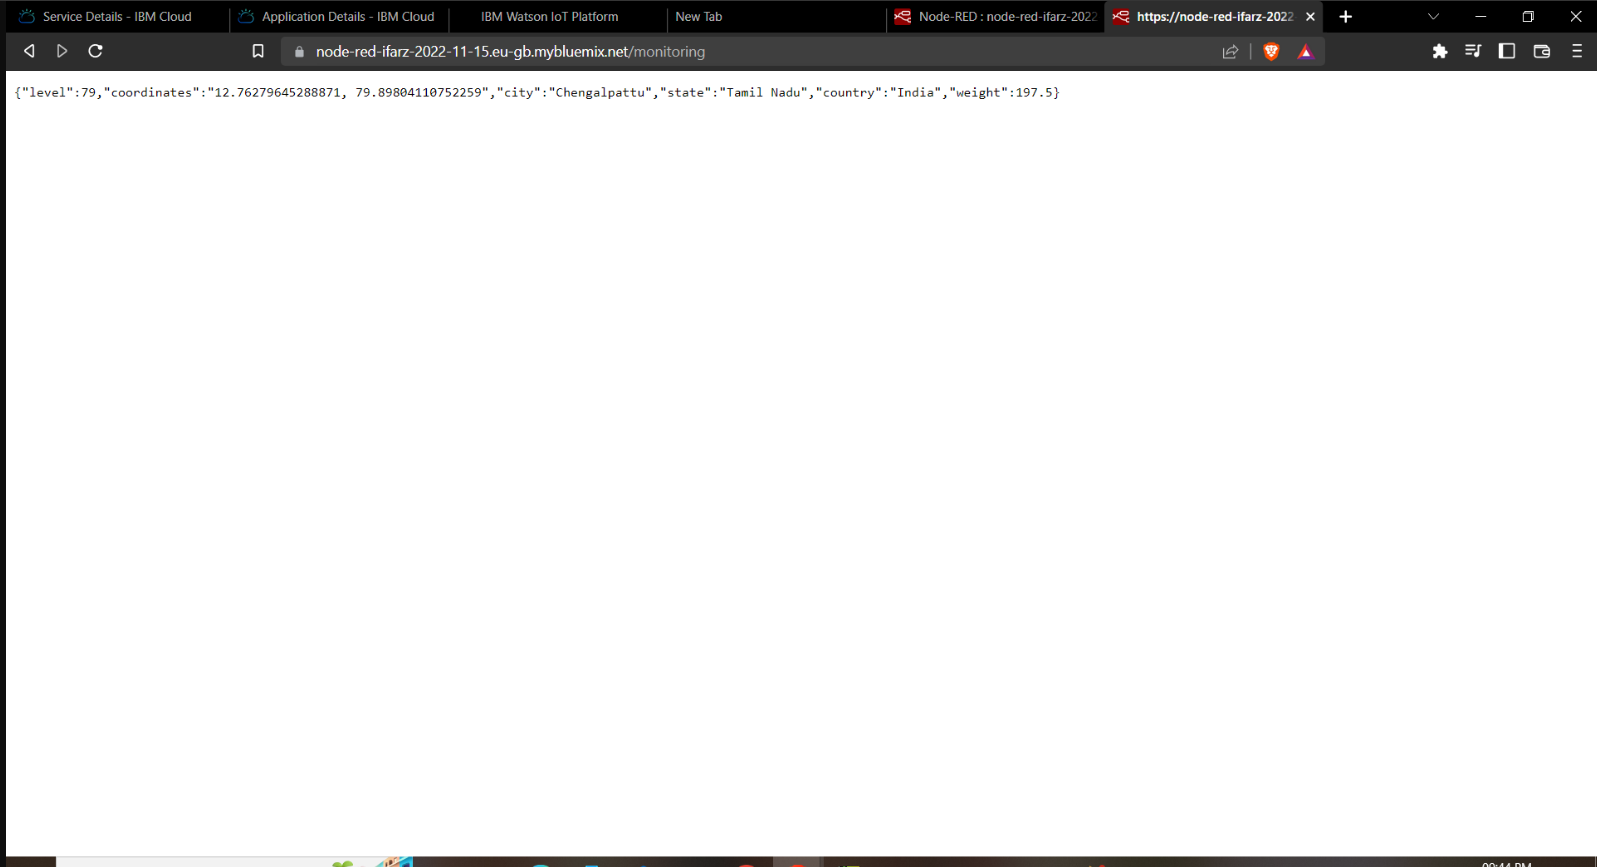 Service Details - IBM Cloud
Application Details - IBM Cloud
IBM Watson IoT Platform
New Tab
Node-RED : node-red-ifarz-2022
https://node-red-ifarz-2022
node-red-ifarz-2022-11-15.eu-gb.mybluemix.net/monitoring
{"level":79,"coordinates":"12.76279645288871, 79.89804110752259","city":"Chengalpattu","state":"Tamil Nadu","country":"India","weight":197.5}